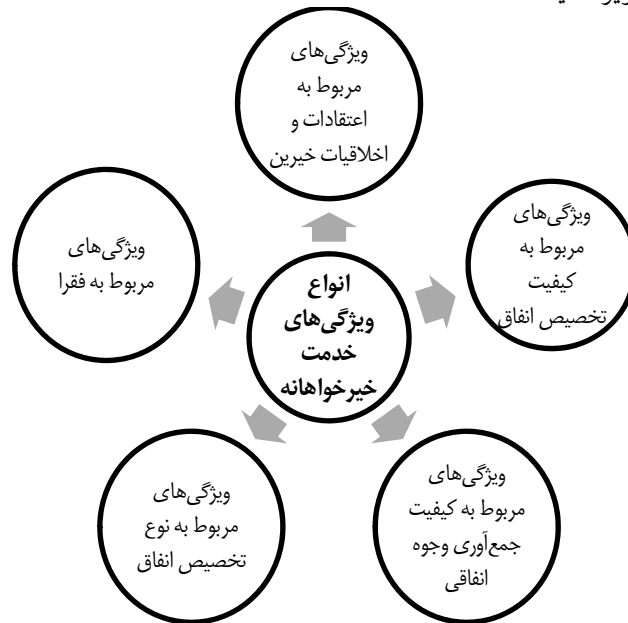 ویژگی‌های
مربوط به
اعتقادات و
اخلاقیات خیرین
ویژگی‌های
مربوط به
کیفیت
تخصیص انفاق
ویژگی‌های
مربوط به فقرا
انواع
ویژگی‌های
خدمت
خیرخواهانه
ویژگی‌های
مربوط به کیفیت
جمع‌آوری وجوه
انفاقی
ویژگی‌های
مربوط به نوع
تخصیص انفاق